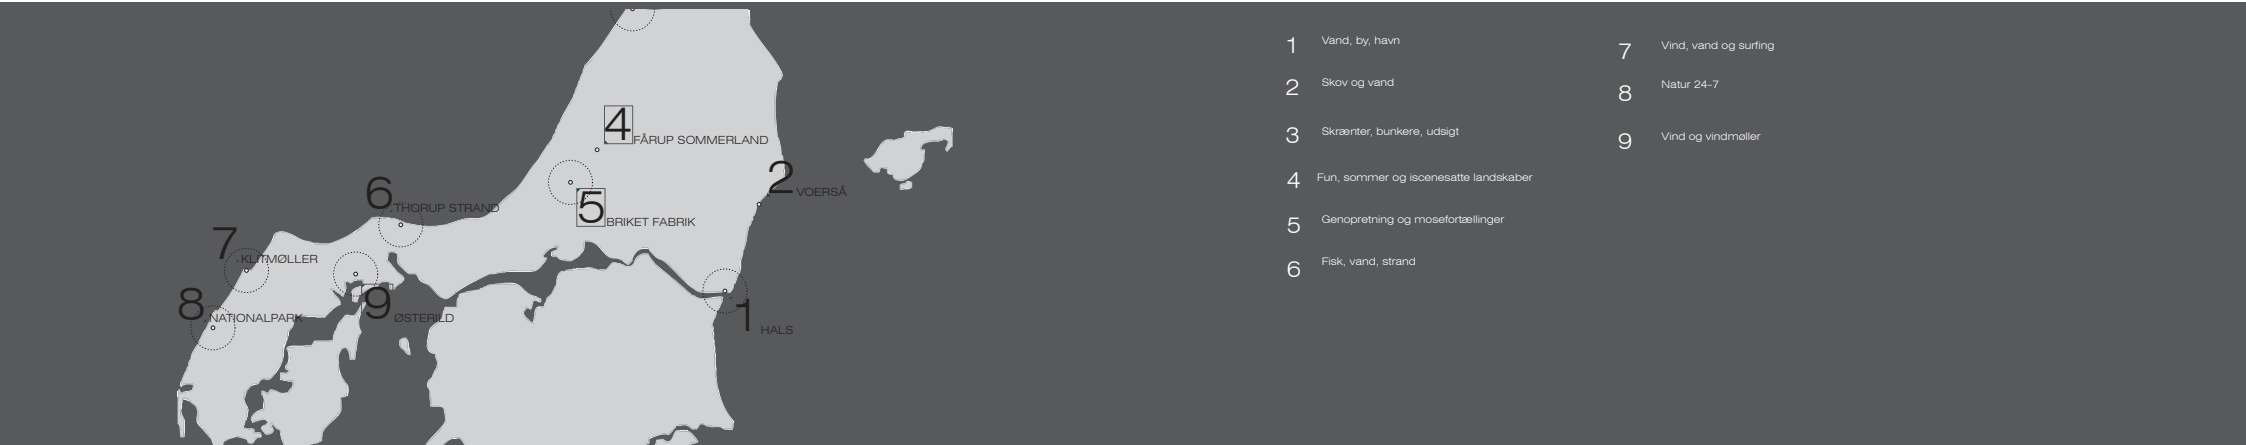 4
FÅRUP SOMMERLAND
2
VOERSÅ
6
THORUP STRAND
5
BRIKET FABRIK
7
KLITMØLLER
8
NATIONALPARK
9
ØSTERILD
1
HALS
1 Vand, by, havn
2 Skov og vand
3 Skrænter, bunkere, udsigt
4 Fun, sommer og iscenesatte landskaber
5 Genopretning og mosefortællinger
6 Fisk, vand, strand
7 Vind, vand og surfing
8 Natur 24-7
9 Vind og vindmøller